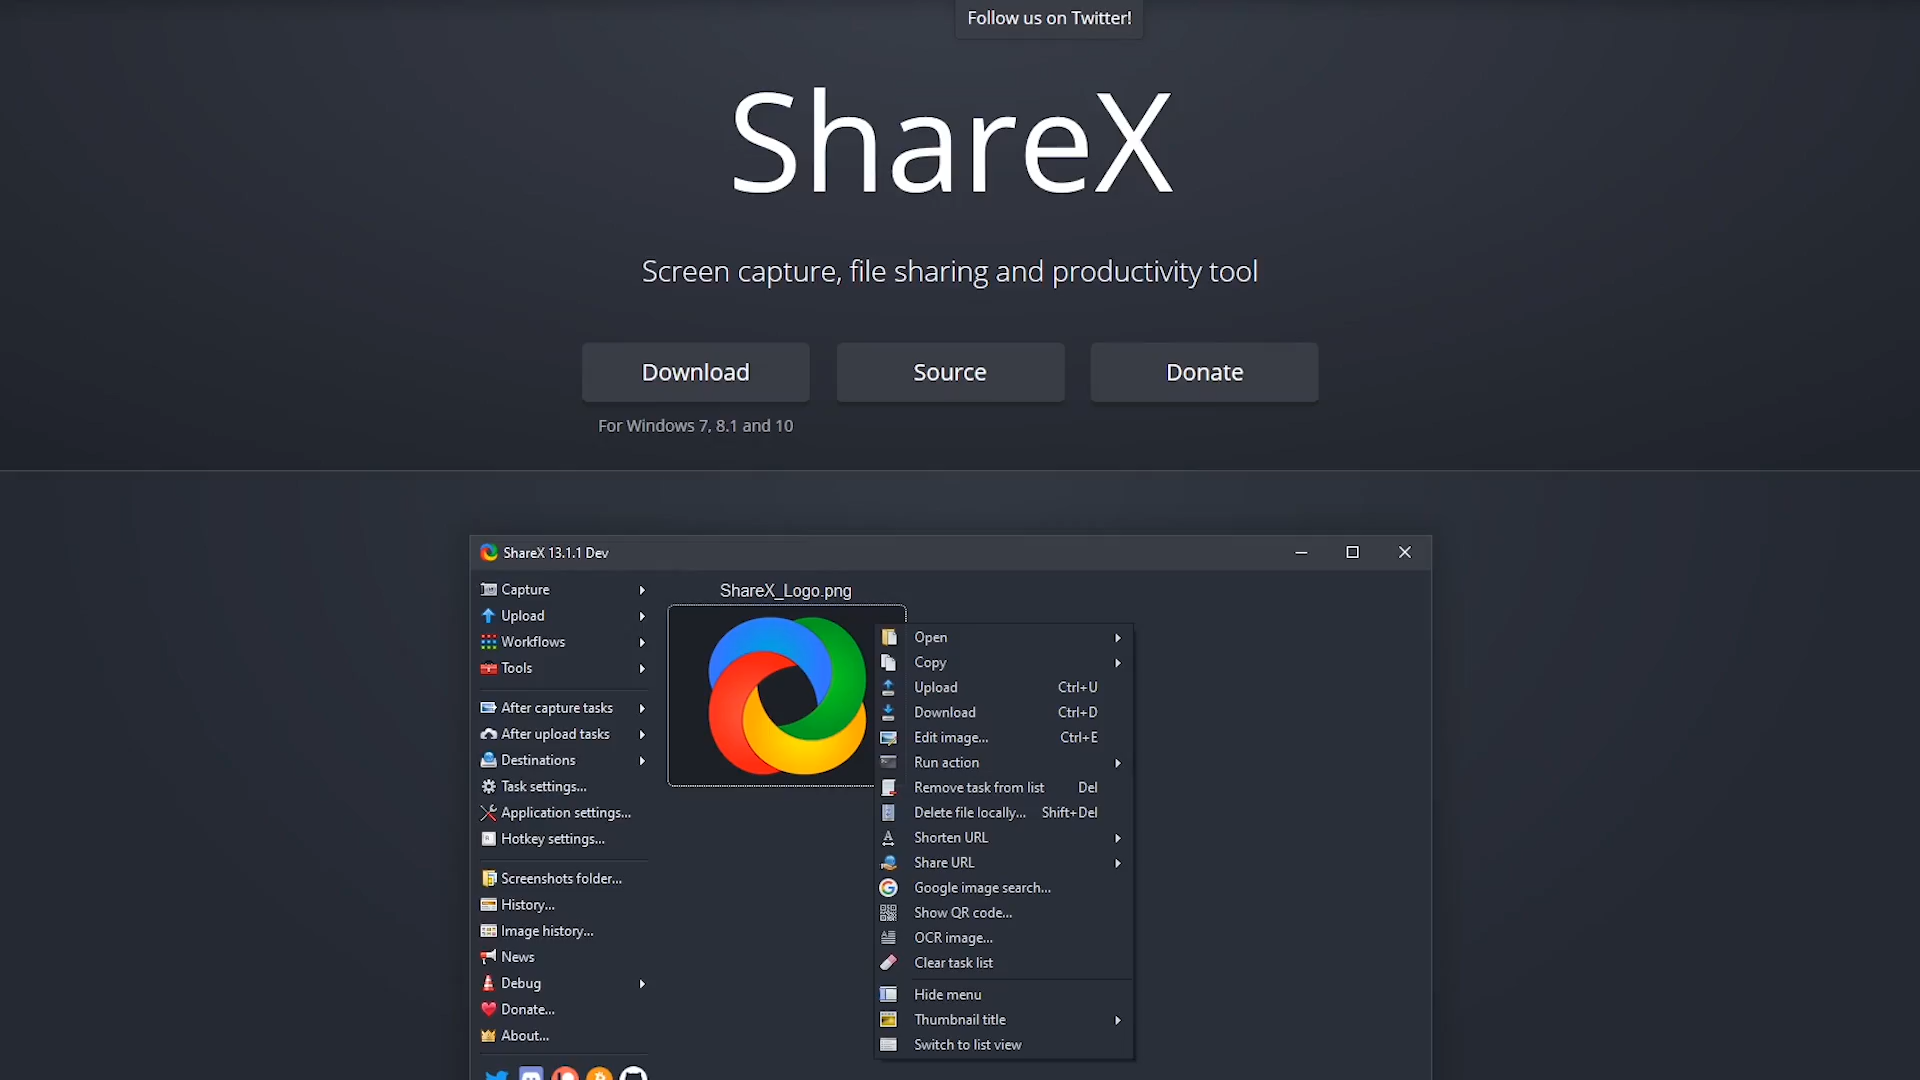 Follow us on Twitter!
ShareX
Screen capture, file sharing and productivity tool
Download
Source
Donate
For Windows 7, 8.1 and 10
ShareX 13.1.1 Dev
Capture
Upload
Workflows
Tools
After capture tasks
After upload tasks
Destinations
Task settings...
Application settings...
Hotkey settings...
Screenshots folder...
History...
Image history...
News
Debug
Donate...
About...
ShareX_Logo.png
Open
Copy
Upload Ctrl+U
Download Ctrl+D
Edit image... Ctrl+E
Run action
Remove task from list Del
Delete file locally... Shift+Del
Shorten URL
Share URL
Google image search...
Show QR code...
OCR image...
Clear task list
Hide menu
Thumbnail title
Switch to list view